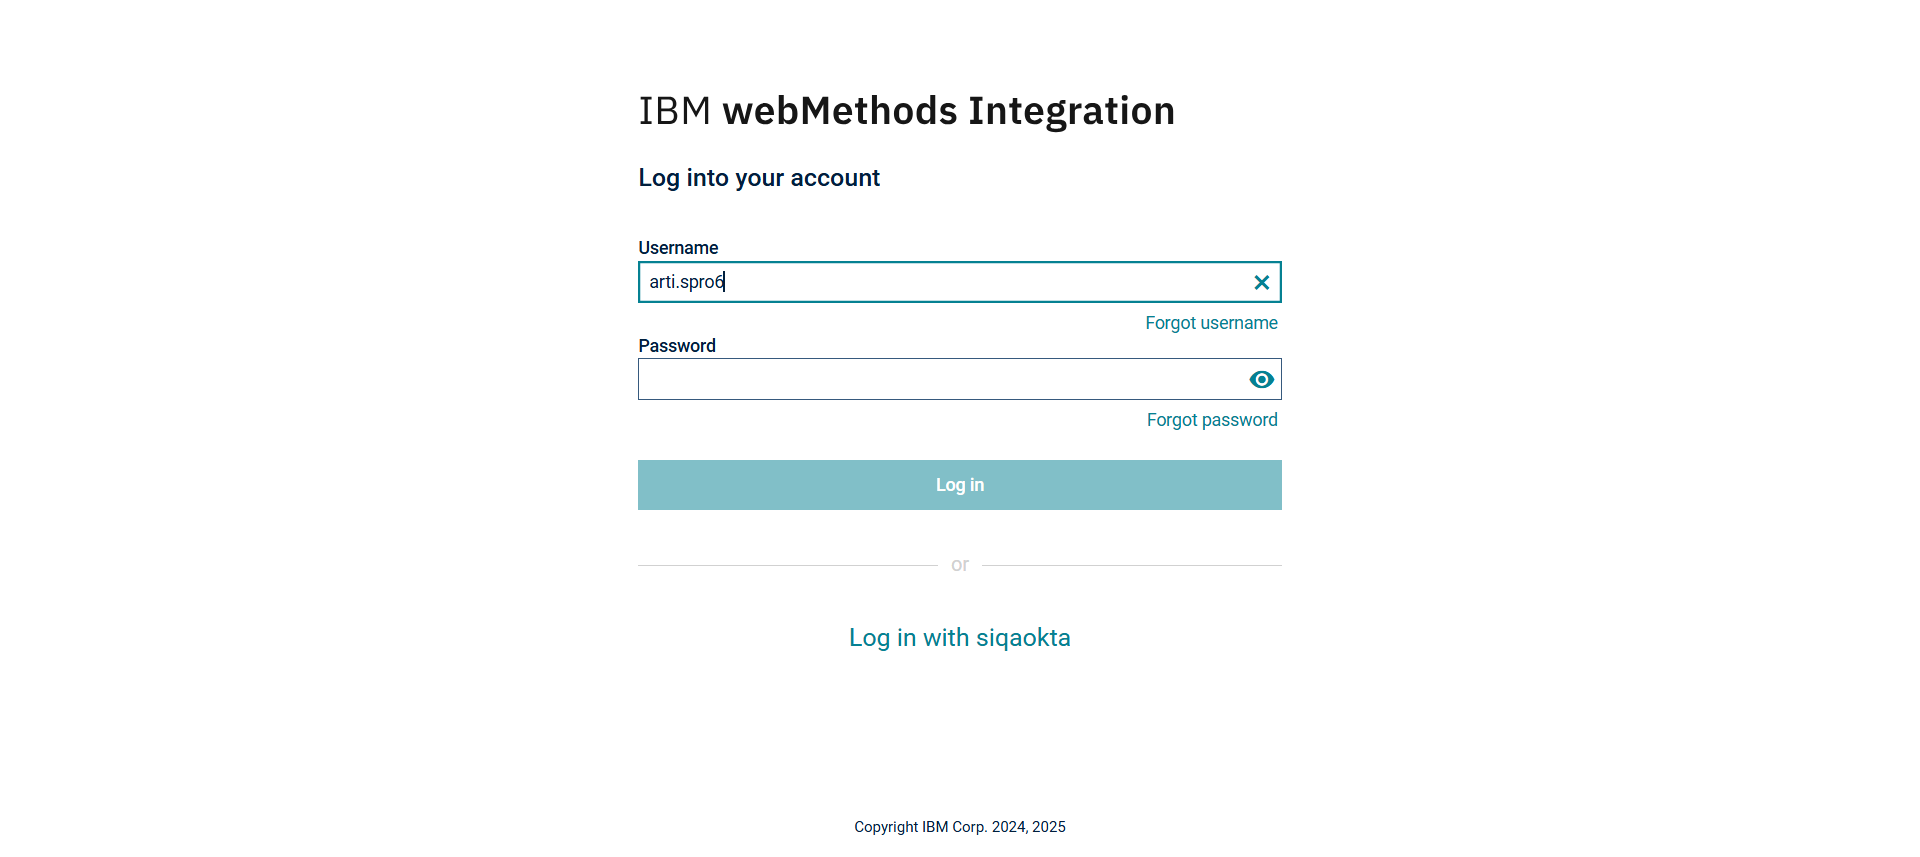 IBM webMethods Integration
Log into your account
Username
arti.spro6
Forgot username
Password
Forgot password
Log in
or
Log in with siqaokta
Copyright IBM Corp. 2024, 2025